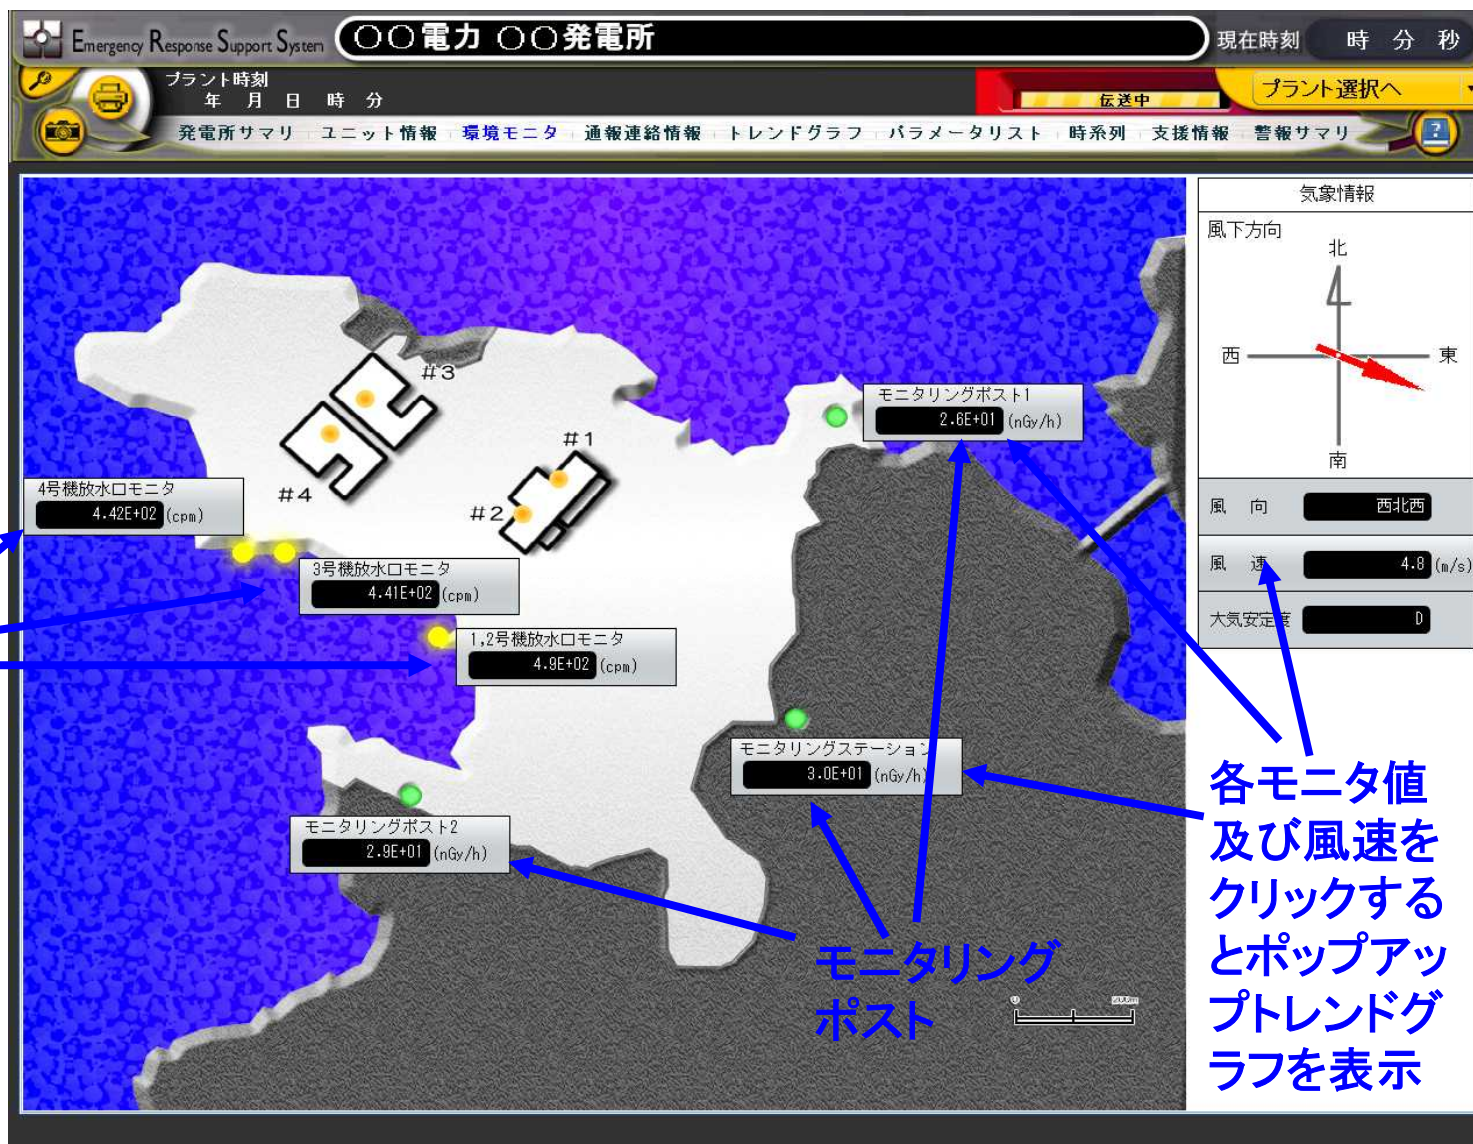 Emergency Response Support System
〇〇電力 〇〇発電所
現在時刻 時 分 秒
プラント時刻
年 月 日 時 分
伝送中
プラント選択へ
発電所サマリ ユニット情報 環境モニタ 通報連絡情報 トレンドグラフ パラメータリスト 時系列 支援情報 警報サマリ
?
気象情報
風下方向
北
西
東
南
風 向 西北西
風 速 4.8 (m/s)
大気安定度 D
#3
#4
#1
#2
モニタリングポスト1
2.6E+01 (nGy/h)
4号機放水口モニタ
4.42E+02 (cpm)
3号機放水口モニタ
4.41E+02 (cpm)
1,2号機放水口モニタ
4.9E+02 (cpm)
モニタリングステーション
3.0E+01 (nGy/h)
モニタリングポスト2
2.9E+01 (nGy/h)
モニタリング
ポスト
0 200m
各モニタ値
及び風速を
クリックする
とポップアッ
プトレンドグ
ラフを表示